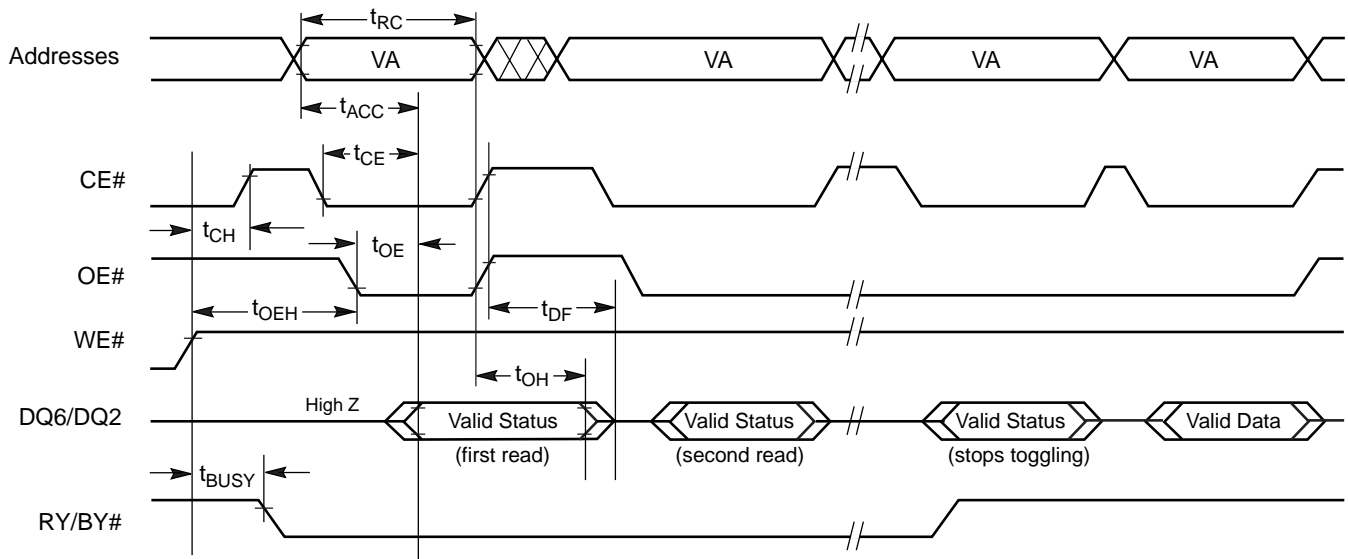 tRC
Addresses VA VA VA VA
tACC
tCE
CE#
tCH tOE
OE#
tOEH tDF
WE#
tOH
High Z
DQ6/DQ2 Valid Status Valid Status Valid Status Valid Data
(first read) (second read) (stops toggling)
tBUSY
RY/BY#